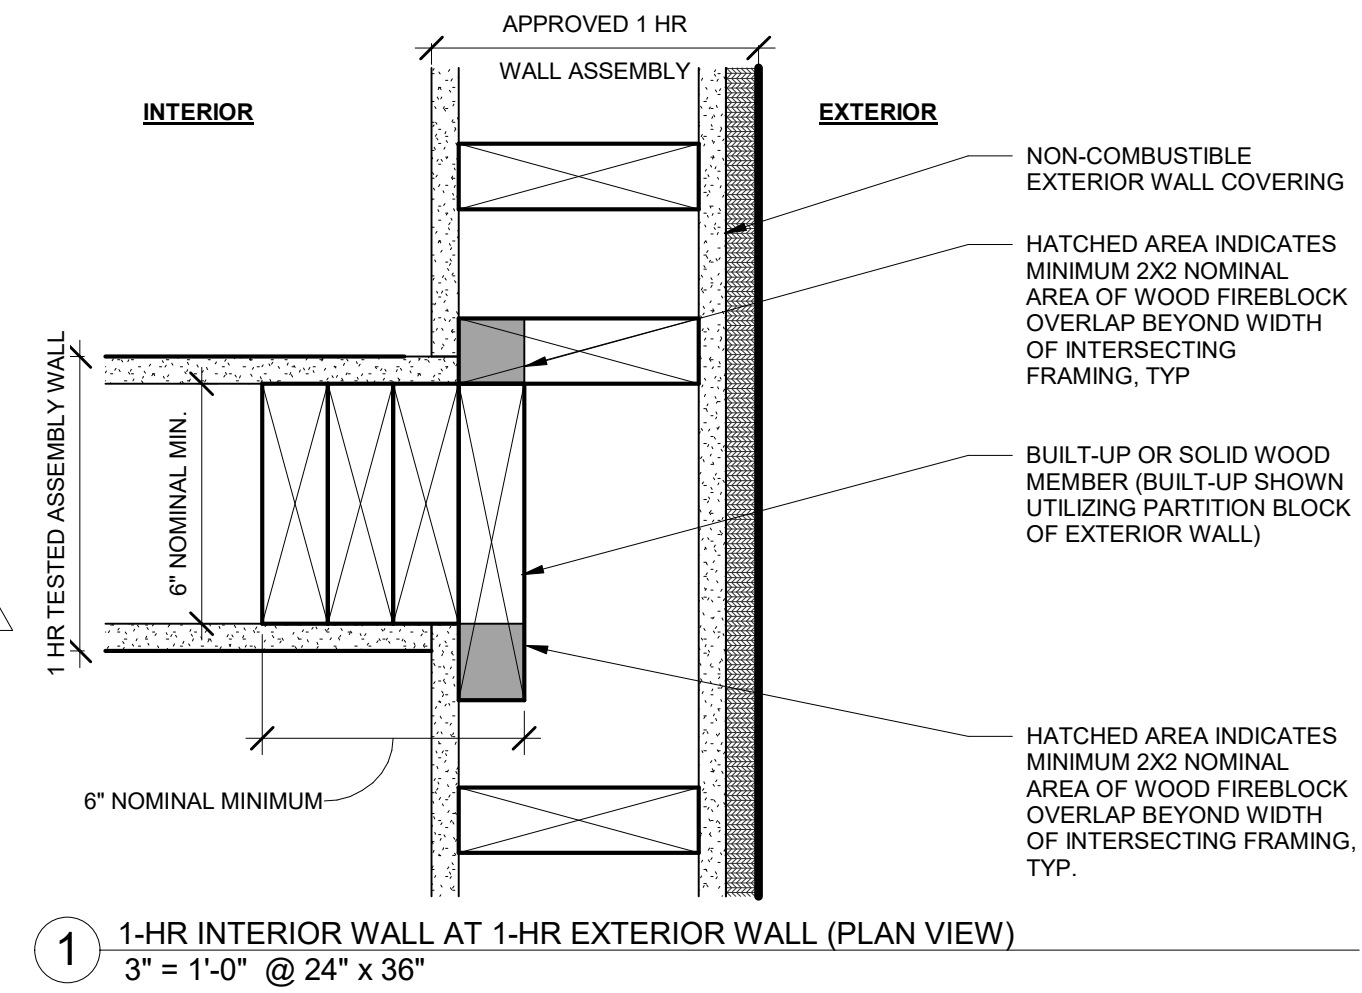 APPROVED 1 HR
WALL ASSEMBLY
INTERIOR
EXTERIOR
NON-COMBUSTIBLE
EXTERIOR WALL COVERING
HATCHED AREA INDICATES
MINIMUM 2X2 NOMINAL
AREA OF WOOD FIREBLOCK
OVERLAP BEYOND WIDTH
OF INTERSECTING
FRAMING, TYP
1 HR TESTED ASSEMBLY WALL
6" NOMINAL MIN.
BUILT-UP OR SOLID WOOD
MEMBER (BUILT-UP SHOWN
UTILIZING PARTITION BLOCK
OF EXTERIOR WALL)
6" NOMINAL MINIMUM
HATCHED AREA INDICATES
MINIMUM 2X2 NOMINAL
AREA OF WOOD FIREBLOCK
OVERLAP BEYOND WIDTH
OF INTERSECTING FRAMING,
TYP.
1
1-HR INTERIOR WALL AT 1-HR EXTERIOR WALL (PLAN VIEW)
3" = 1'-0" @ 24" x 36"